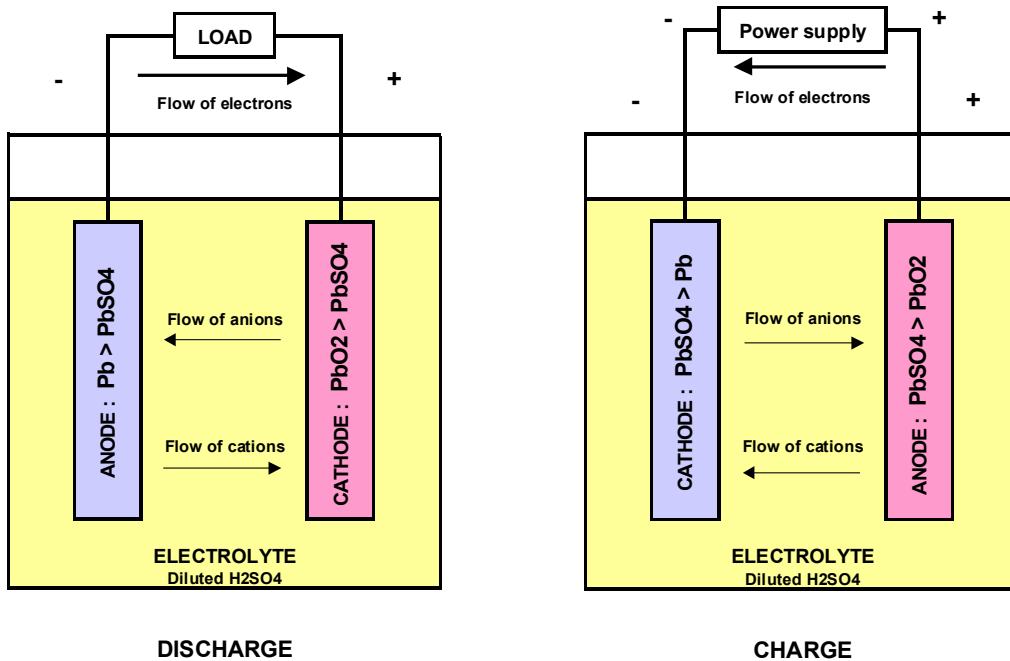 LOAD
-
+
Flow of electrons
ANODE : Pb > PbSO4
Flow of anions
Flow of cations
CATHODE : PbO2 > PbSO4
ELECTROLYTE
Diluted H2SO4
DISCHARGE
-
Power supply
+
-
Flow of electrons
+
CATHODE : PbSO4 > Pb
Flow of anions
Flow of cations
ANODE : PbSO4 > PbO2
ELECTROLYTE
Diluted H2SO4
CHARGE